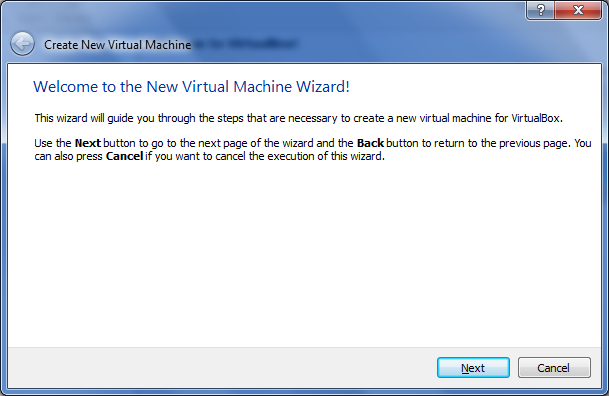 Create New Virtual Machine
Welcome to the New Virtual Machine Wizard!
This wizard will guide you through the steps that are necessary to create a new virtual machine for VirtualBox.
Use the Next button to go to the next page of the wizard and the Back button to return to the previous page. You
can also press Cancel if you want to cancel the execution of this wizard.
Next
Cancel